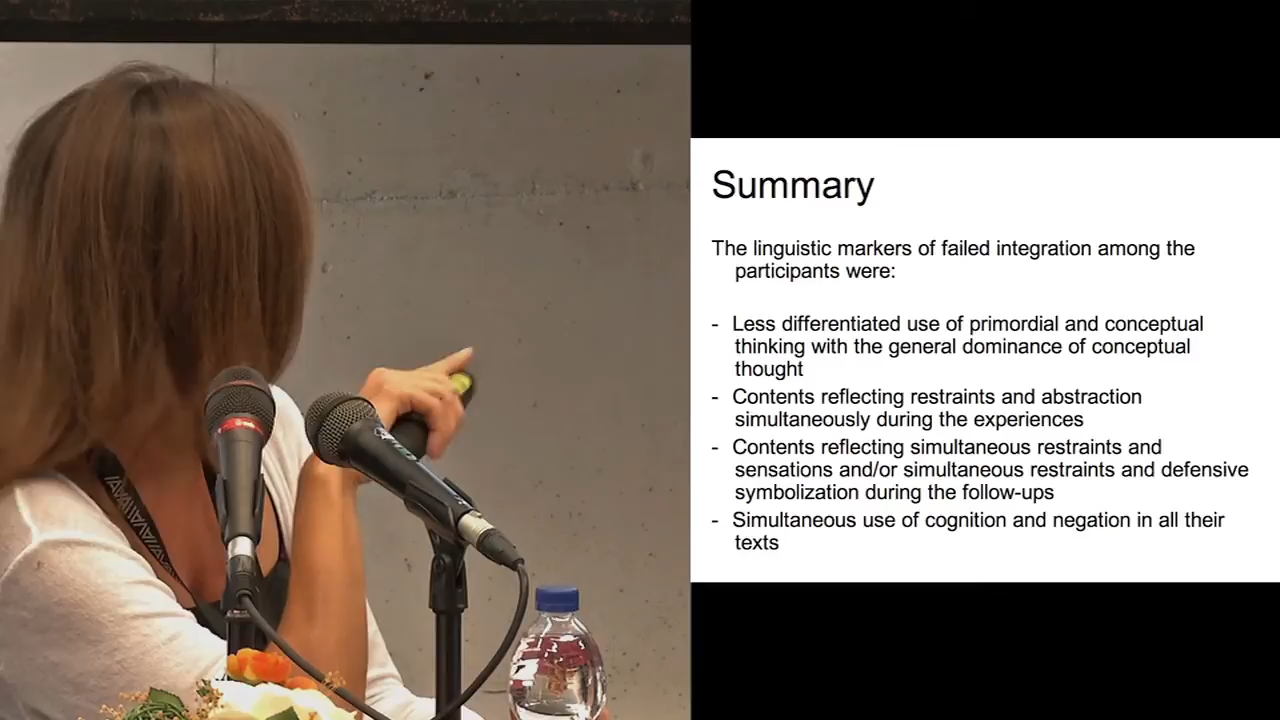 Summary
The linguistic markers of failed integration among the
participants were:
- Less differentiated use of primordial and conceptual
thinking with the general dominance of conceptual
thought
- Contents reflecting restraints and abstraction
simultaneously during the experiences
- Contents reflecting simultaneous restraints and
sensations and/or simultaneous restraints and defensive
symbolization during the follow-ups
- Simultaneous use of cognition and negation in all their
texts